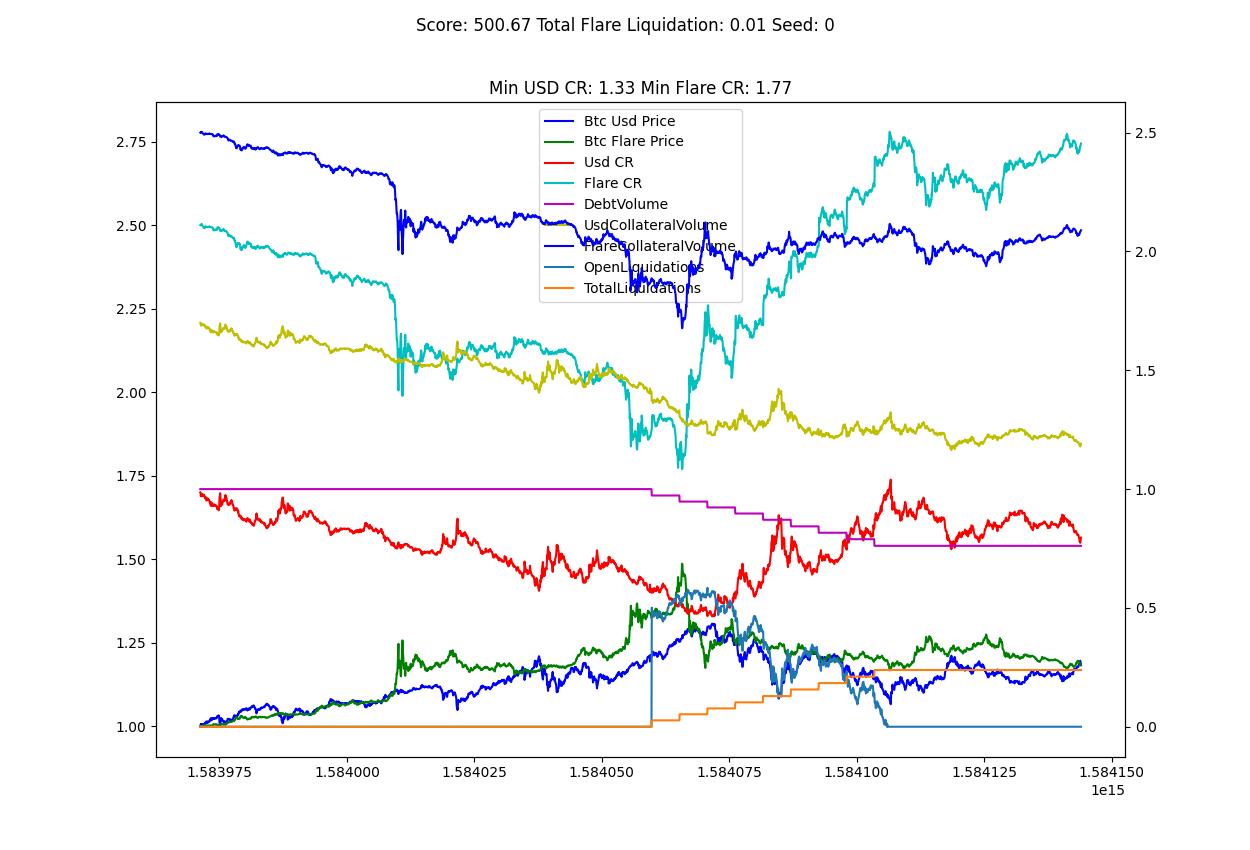 Score: 500.67 Total Flare Liquidation: 0.01 Seed: 0
Min USD CR: 1.33 Min Flare CR: 1.77
Btc Usd Price
Btc Flare Price
Usd CR
Flare CR
DebtVolume
UsdCollateralVolume
FlareCollateralVolume
OpenLiquidations
TotalLiquidations
2.75
2.50
2.25
2.00
1.75
1.50
1.25
1.00
2.5
2.0
1.5
1.0
0.5
0.0
1.583975 1.584000 1.584025 1.584050 1.584075 1.584100 1.584125 1.584150
1e15